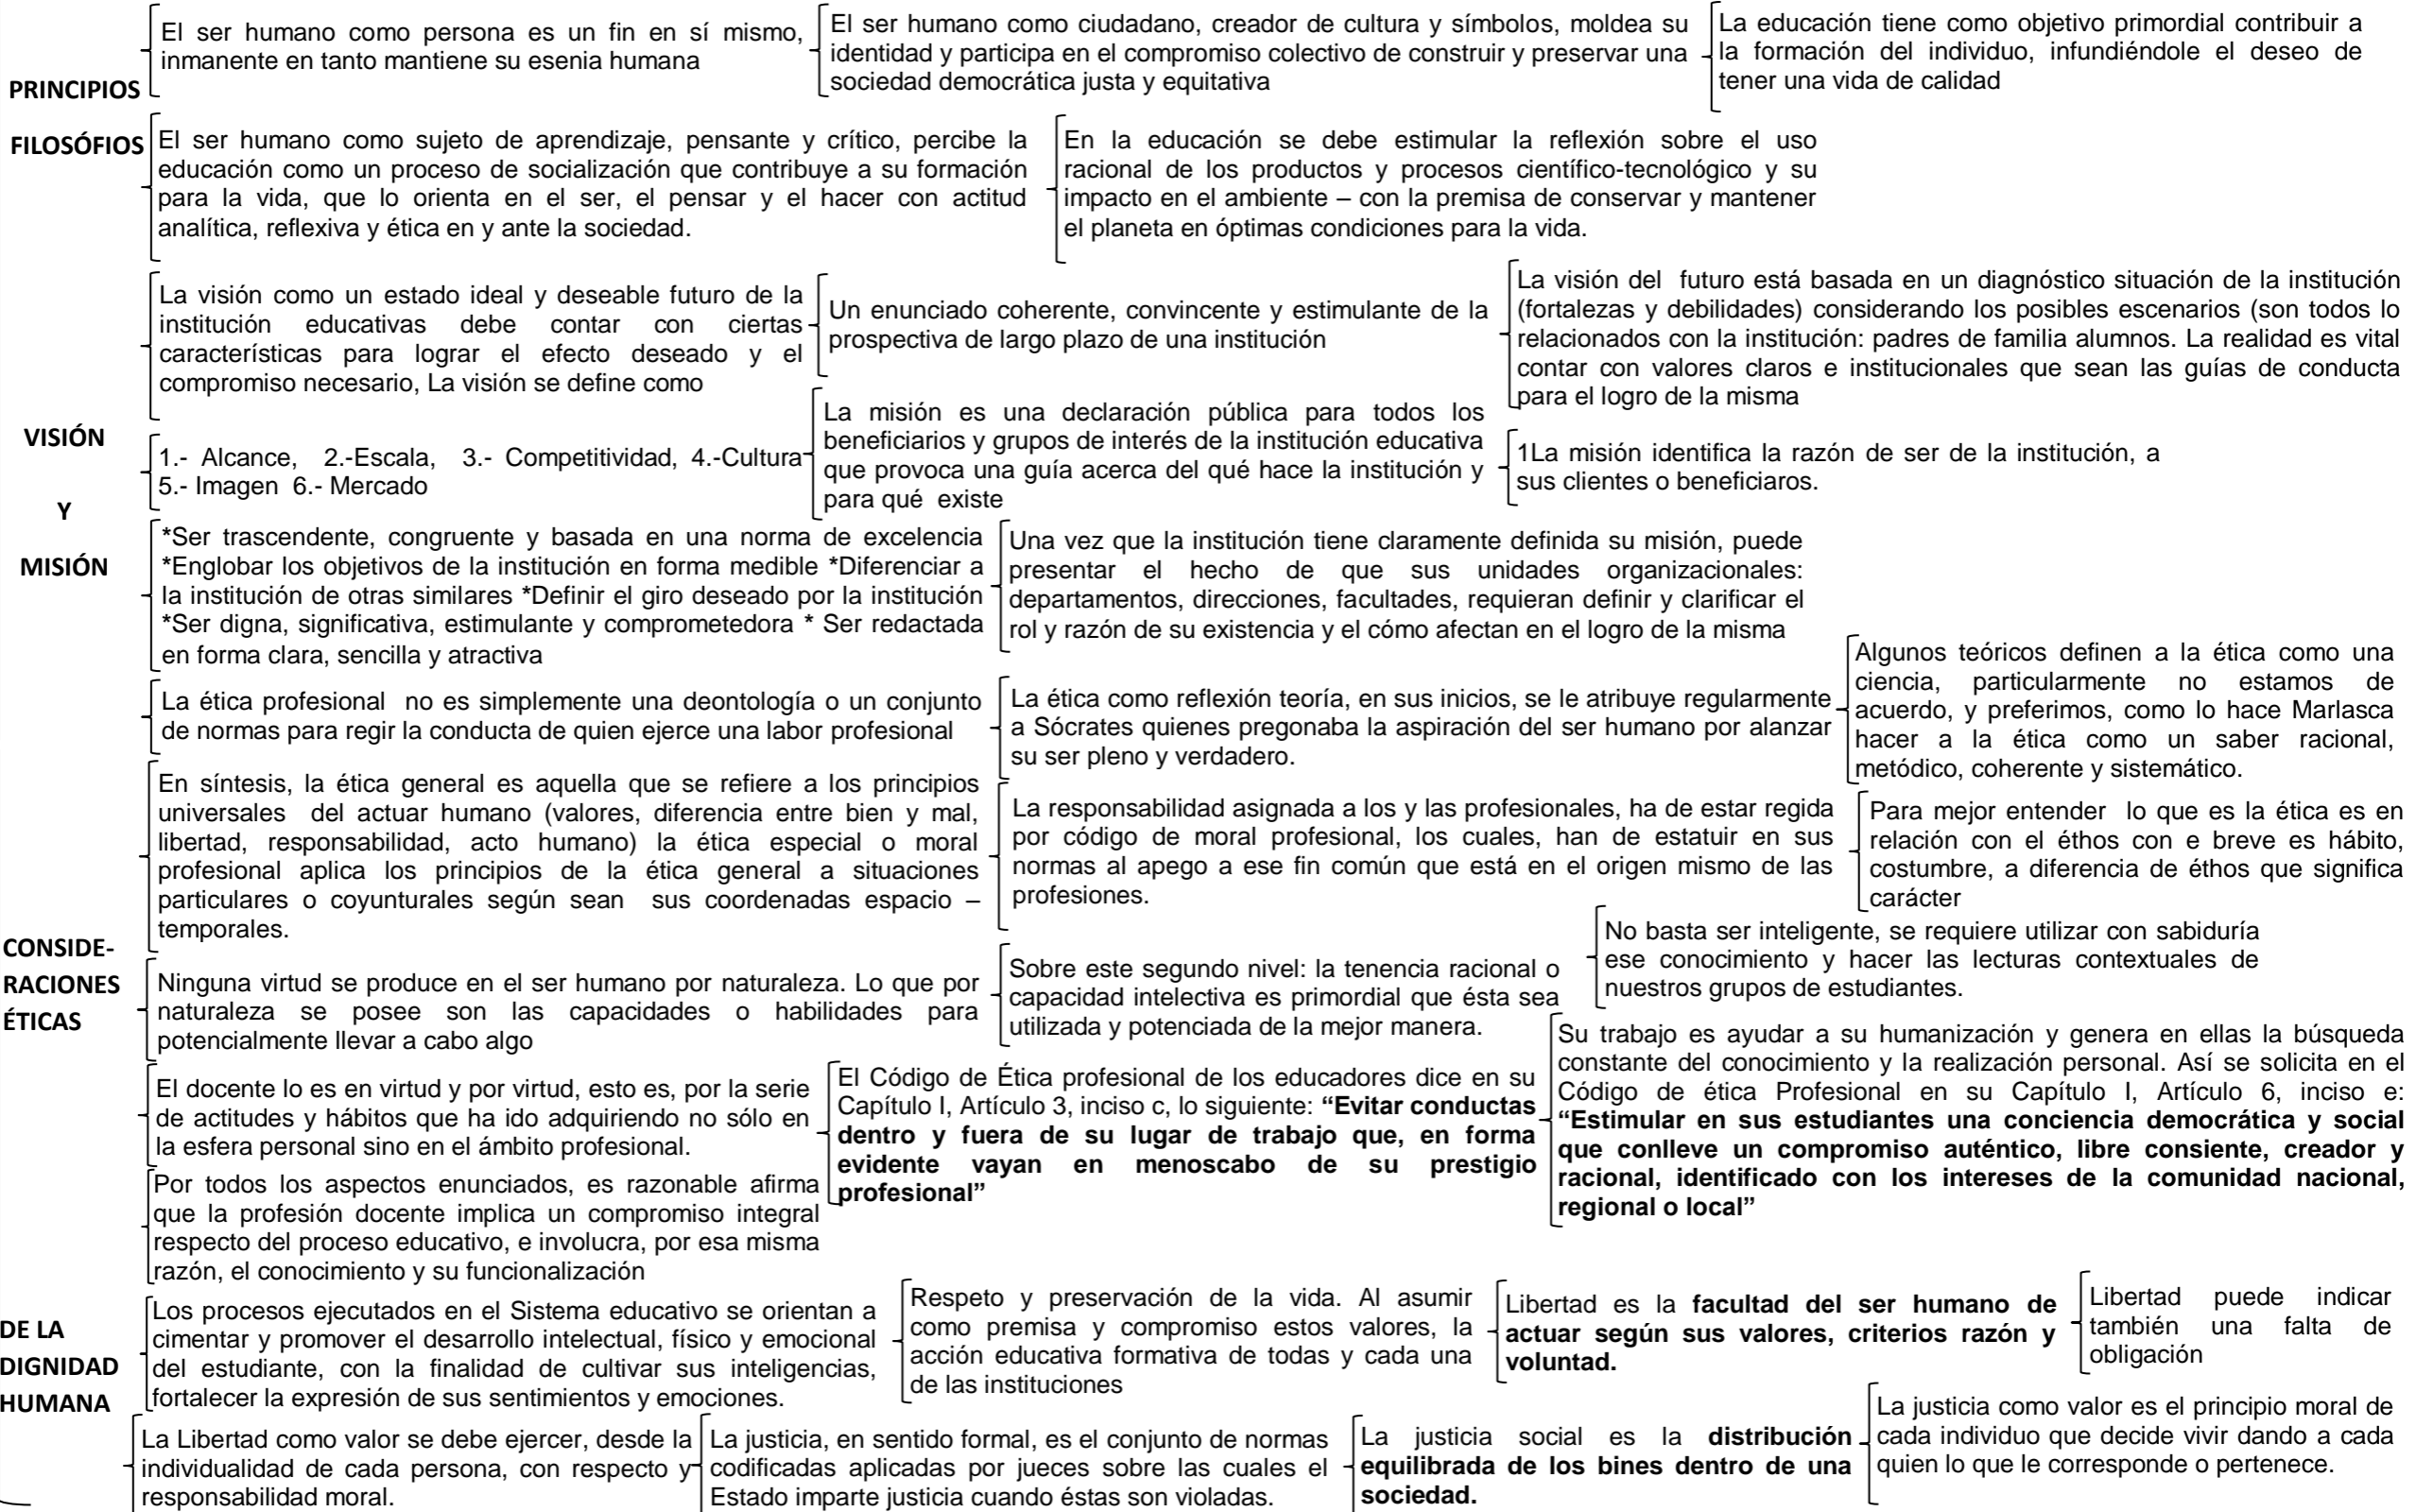 PRINCIPIOS
FILOSÓFIOS
El ser humano como persona es un fin en sí mismo,
inmanente en tanto mantiene su esenia humana
El ser humano como ciudadano, creador de cultura y símbolos, moldea su
identidad y participa en el compromiso colectivo de construir y preservar una
sociedad democrática justa y equitativa
La educación tiene como objetivo primordial contribuir a
la formación del individuo, infundiéndole el deseo de
tener una vida de calidad
El ser humano como sujeto de aprendizaje, pensante y crítico, percibe la
educación como un proceso de socialización que contribuye a su formación
para la vida, que lo orienta en el ser, el pensar y el hacer con actitud
analítica, reflexiva y ética en y ante la sociedad.
En la educación se debe estimular la reflexión sobre el uso
racional de los productos y procesos científico-tecnológico y su
impacto en el ambiente – con la premisa de conservar y mantener
el planeta en óptimas condiciones para la vida.
VISIÓN
Y
MISIÓN
La visión como un estado ideal y deseable futuro de la
institución educativas debe contar con ciertas
características para lograr el efecto deseado y el
compromiso necesario, La visión se define como
Un enunciado coherente, convincente y estimulante de la
prospectiva de largo plazo de una institución
La visión del futuro está basada en un diagnóstico situación de la institución
(fortalezas y debilidades) considerando los posibles escenarios (son todos lo
relacionados con la institución: padres de familia alumnos. La realidad es vital
contar con valores claros e institucionales que sean las guías de conducta
para el logro de la misma
1.- Alcance, 2.-Escala, 3.- Competitividad, 4.-Cultura
5.- Imagen 6.- Mercado
La misión es una declaración pública para todos los
beneficiarios y grupos de interés de la institución educativa
que provoca una guía acerca del qué hace la institución y
para qué existe
1La misión identifica la razón de ser de la institución, a
sus clientes o beneficiaros.
*Ser trascendente, congruente y basada en una norma de excelencia
*Englobar los objetivos de la institución en forma medible *Diferenciar a
la institución de otras similares *Definir el giro deseado por la institución
*Ser digna, significativa, estimulante y comprometedora * Ser redactada
en forma clara, sencilla y atractiva
Una vez que la institución tiene claramente definida su misión, puede
presentar el hecho de que sus unidades organizacionales:
departamentos, direcciones, facultades, requieran definir y clarificar el
rol y razón de su existencia y el cómo afectan en el logro de la misma
CONSIDE-
RACIONES
ÉTICAS
La ética profesional no es simplemente una deontología o un conjunto
de normas para regir la conducta de quien ejerce una labor profesional
La ética como reflexión teoría, en sus inicios, se le atribuye regularmente
a Sócrates quienes pregonaba la aspiración del ser humano por alanzar
su ser pleno y verdadero.
Algunos teóricos definen a la ética como una
ciencia, particularmente no estamos de
acuerdo, y preferimos, como lo hace Marlasca
hacer a la ética como un saber racional,
metódico, coherente y sistemático.
En síntesis, la ética general es aquella que se refiere a los principios
universales del actuar humano (valores, diferencia entre bien y mal,
libertad, responsabilidad, acto humano) la ética especial o moral
profesional aplica los principios de la ética general a situaciones
particulares o coyunturales según sean sus coordenadas espacio –
temporales.
La responsabilidad asignada a los y las profesionales, ha de estar regida
por código de moral profesional, los cuales, han de estatuir en sus
normas al apego a ese fin común que está en el origen mismo de las
profesiones.
Para mejor entender lo que es la ética es en
relación con el éthos con e breve es hábito,
costumbre, a diferencia de éthos que significa
carácter
Ninguna virtud se produce en el ser humano por naturaleza. Lo que por
naturaleza se posee son las capacidades o habilidades para
potencialmente llevar a cabo algo
Sobre este segundo nivel: la tenencia racional o
capacidad intelectiva es primordial que ésta sea
utilizada y potenciada de la mejor manera.
No basta ser inteligente, se requiere utilizar con sabiduría
ese conocimiento y hacer las lecturas contextuales de
nuestros grupos de estudiantes.
El docente lo es en virtud y por virtud, esto es, por la serie
de actitudes y hábitos que ha ido adquiriendo no sólo en
la esfera personal sino en el ámbito profesional.
El Código de Ética profesional de los educadores dice en su
Capítulo I, Artículo 3, inciso c, lo siguiente: “Evitar conductas
dentro y fuera de su lugar de trabajo que, en forma
evidente vayan en menoscabo de su prestigio
profesional”
Su trabajo es ayudar a su humanización y genera en ellas la búsqueda
constante del conocimiento y la realización personal. Así se solicita en el
Código de ética Profesional en su Capítulo I, Artículo 6, inciso e:
“Estimular en sus estudiantes una conciencia democrática y social
que conlleve un compromiso auténtico, libre consiente, creador y
racional, identificado con los intereses de la comunidad nacional,
regional o local”
Por todos los aspectos enunciados, es razonable afirma
que la profesión docente implica un compromiso integral
respecto del proceso educativo, e involucra, por esa misma
razón, el conocimiento y su funcionalización
DE LA
DIGNIDAD
HUMANA
Los procesos ejecutados en el Sistema educativo se orientan a
cimentar y promover el desarrollo intelectual, físico y emocional
del estudiante, con la finalidad de cultivar sus inteligencias,
fortalecer la expresión de sus sentimientos y emociones.
Respeto y preservación de la vida. Al asumir
como premisa y compromiso estos valores, la
acción educativa formativa de todas y cada una
de las instituciones
Libertad es la facultad del ser humano de
actuar según sus valores, criterios razón y
voluntad.
Libertad puede indicar
también una falta de
obligación
La Libertad como valor se debe ejercer, desde la
individualidad de cada persona, con respecto y
responsabilidad moral.
La justicia, en sentido formal, es el conjunto de normas
codificadas aplicadas por jueces sobre las cuales el
Estado imparte justicia cuando éstas son violadas.
La justicia social es la distribución
equilibrada de los bines dentro de una
sociedad.
La justicia como valor es el principio moral de
cada individuo que decide vivir dando a cada
quien lo que le corresponde o pertenece.